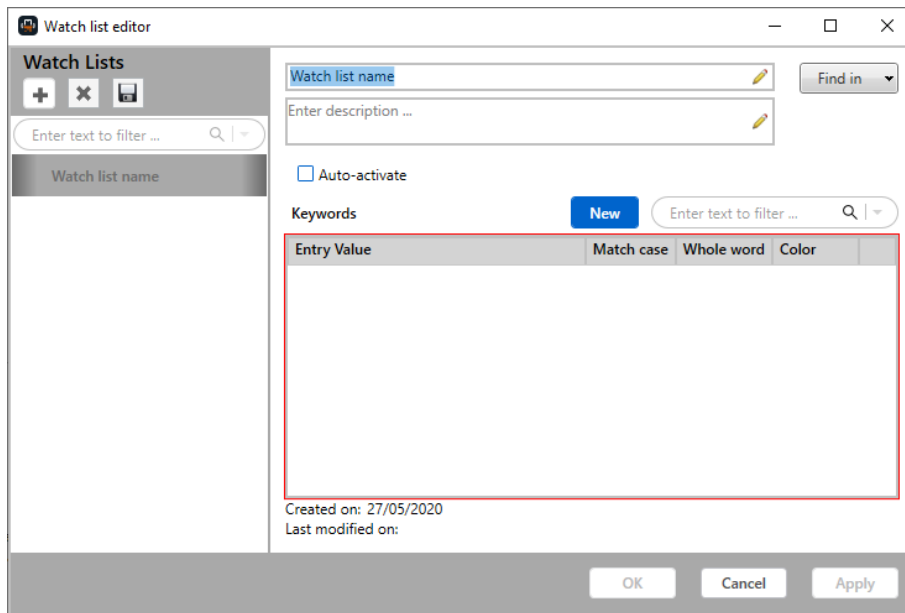 Watch list editor
Watch Lists
Enter text to filter ...
Watch list name
Watch list name
Find in
Enter description ...
Auto-activate
Keywords
New
Enter text to filter ...
Entry Value Match case Whole word Color
Created on: 27/05/2020
Last modified on:
OK Cancel Apply